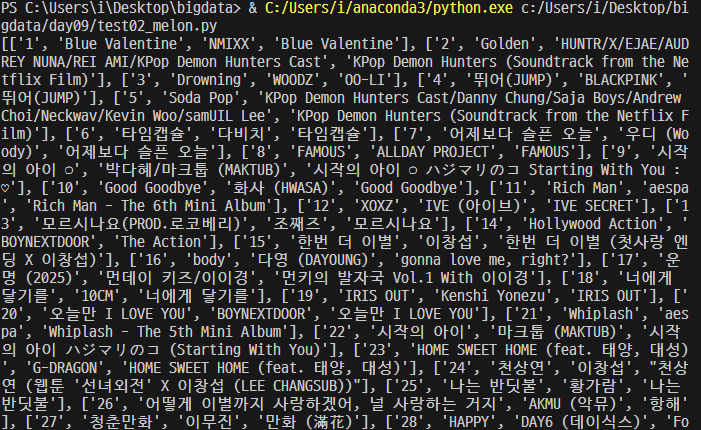 PS C:\Users\i\Desktop\bigdata> & C:/Users/i/anaconda3/python.exe c:/Users/i/Desktop/bi
gdata/day09/test02_melon.py
[['1', 'Blue Valentine', 'NMIXX', 'Blue Valentine'], ['2', 'Golden', 'HUNTR/X/EJAE/AUD
REY NUNA/REI AMI/KPop Demon Hunters Cast', 'KPop Demon Hunters (Soundtrack from the Ne
tflix Film)'], ['3', 'Drowning', 'WOODZ', 'OO-LI'], ['4', '뛰어(JUMP)', 'BLACKPINK', '
뛰어(JUMP)'], ['5', 'Soda Pop', 'KPop Demon Hunters Cast/Danny Chung/Saja Boys/Andrew 
Choi/Neckwav/Kevin Woo/samUIL Lee', 'KPop Demon Hunters (Soundtrack from the Netflix F
ilm)'], ['6', '타임캡슐', '다비치', '타임캡슐'], ['7', '어제보다 슬픈 오늘', '우디 (Wo
ody)', '어제보다 슬픈 오늘'], ['8', 'FAMOUS', 'ALLDAY PROJECT', 'FAMOUS'], ['9', '시작
의 아이 ○', '박다혜/마크툽 (MAKTUB)', '시작의 아이 ○ ハジマリのコ Starting With You :
♡'], ['10', 'Good Goodbye', '화사 (HWASA)', 'Good Goodbye'], ['11', 'Rich Man', 'aespa
', 'Rich Man - The 6th Mini Album'], ['12', 'XOXZ', 'IVE (아이브)', 'IVE SECRET'], ['1
3', '모르시나요(PROD.로코베리)', '조째즈', '모르시나요'], ['14', 'Hollywood Action', '
BOYNEXTDOOR', 'The Action'], ['15', '한번 더 이별', '이창섭', '한번 더 이별 (첫사랑 엔
딩 X 이창섭)'], ['16', 'body', '다영 (DAYOUNG)', 'gonna love me, right?'], ['17', '운
명 (2025)', '먼데이 키즈/이이경', '먼키의 발자국 Vol.1 With 이이경'], ['18', '너에게 
닿기를', '10CM', '너에게 닿기를'], ['19', 'IRIS OUT', 'Kenshi Yonezu', 'IRIS OUT'], ['
20', '오늘만 I LOVE YOU', 'BOYNEXTDOOR', '오늘만 I LOVE YOU'], ['21', 'Whiplash', 'aes
pa', 'Whiplash - The 5th Mini Album'], ['22', '시작의 아이', '마크툽 (MAKTUB)', '시작
의 아이 ハジマリのコ (Starting With You)'], ['23', 'HOME SWEET HOME (feat. 태양, 대성)
', 'G-DRAGON', 'HOME SWEET HOME (feat. 태양, 대성)'], ['24', '천상연', '이창섭', "천상
연 (웹툰 '선녀외전' X 이창섭 (LEE CHANGSUB))"], ['25', '나는 반딧불', '황가람', '나는 
반딧불'], ['26', '어떻게 이별까지 사랑하겠어, 널 사랑하는 거지', 'AKMU (악뮤)', '항해'
], ['27', '청춘만화', '이무진', '만화 (滿花)'], ['28', 'HAPPY', 'DAY6 (데이식스)', 'Fo